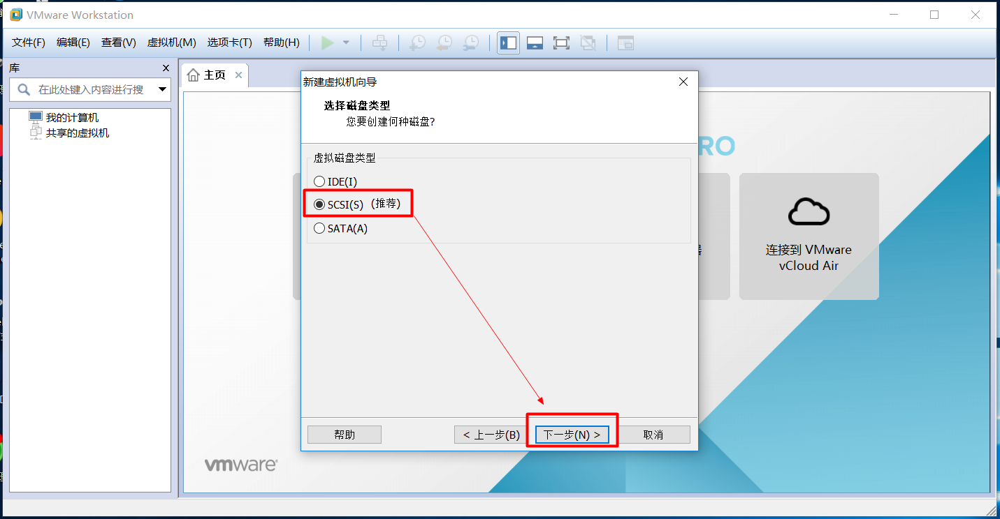 VMware Workstation
文件(F) 编辑(E) 查看(V) 虚拟机(M) 选项卡(T) 帮助(H)
库
在此处键入内容进行搜
我的计算机
共享的虚拟机
主页
新建虚拟机向导
选择磁盘类型
您要创建何种磁盘?
虚拟磁盘类型
IDE(I)
SCSI(S) (推荐)
SATA(A)
RO
连接到 VMware
vCloud Air
帮助
< 上一步(B)
下一步(N) >
取消
vmware